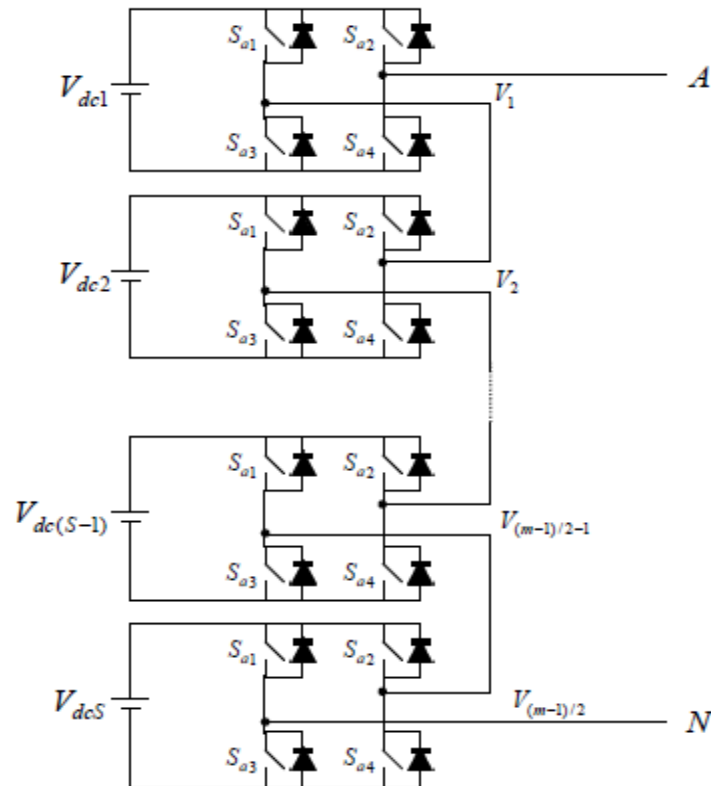 S_{a1} S_{a2}
V_{dc1} V_1 A
S_{a3} S_{a4}
S_{a1} S_{a2}
V_{dc2} V_2
S_{a3} S_{a4}
S_{a1} S_{a2}
V_{dc(S-1)} V_{(m-1)/2-1}
S_{a3} S_{a4}
S_{a1} S_{a2}
V_{dcS} V_{(m-1)/2} N
S_{a3} S_{a4}